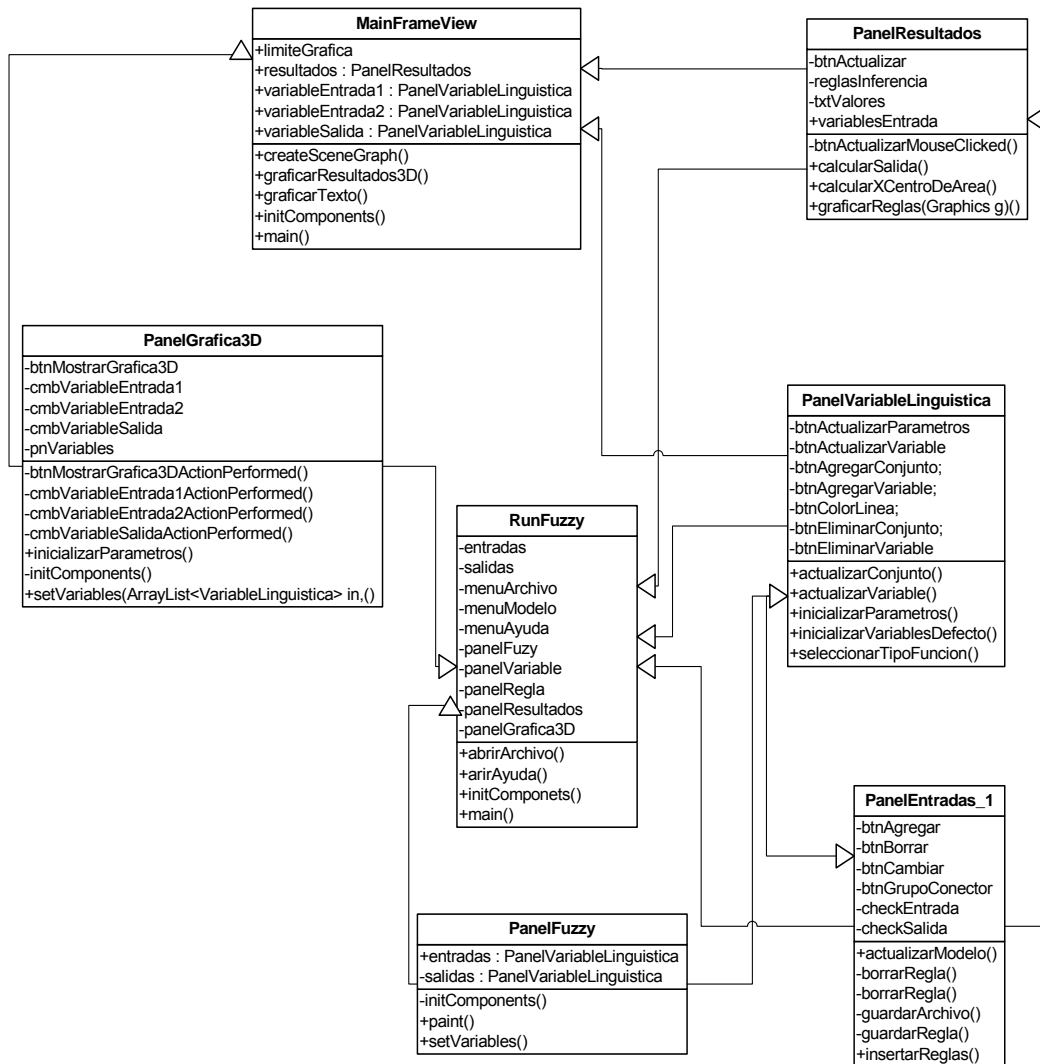 MainFrameView
+limiteGrafica
+resultados : PanelResultados
+variableEntrada1 : PanelVariableLinguistica
+variableEntrada2 : PanelVariableLinguistica
+variableSalida : PanelVariableLinguistica
+createSceneGraph()
+graficarResultados3D()
+graficarTexto()
+initComponents()
+main()
PanelResultados
-btnActualizar
-reglasInferencia
-txtValores
+variablesEntrada
-btnActualizarMouseClicked()
+calcularSalida()
+calcularXCentroDeArea()
+graficarReglas(Graphics g)()
PanelGrafica3D
-btnMostrarGrafica3D
-cmbVariableEntrada1
-cmbVariableEntrada2
-cmbVariableSalida
-pnVariables
-btnMostrarGrafica3DActionPerformed()
-cmbVariableEntrada1ActionPerformed()
-cmbVariableEntrada2ActionPerformed()
-cmbVariableSalidaActionPerformed()
+inicializarParametros()
-initComponents()
+setVariables(ArrayList<VariableLinguistica> in,()
PanelVariableLinguistica
-btnActualizarParametros
-btnActualizarVariable
-btnAgregarConjunto;
-btnAgregarVariable;
-btnColorLinea;
-btnEliminarConjunto;
-btnEliminarVariable
+actualizarConjunto()
+actualizarVariable()
+inicializarParametros()
+inicializarVariablesDefecto()
+seleccionarTipoFuncion()
RunFuzzy
-entradas
-salidas
-menuArchivo
-menuModelo
-menuAyuda
-panelFuzy
-panelVariable
-panelRegla
-panelResultados
-panelGrafica3D
+abrirArchivo()
+arirAyuda()
+initComponets()
+main()
PanelEntradas_1
-btnAgregar
-btnBorrar
-btnCambiar
-btnGrupoConector
-checkEntrada
-checkSalida
+actualizarModelo()
-borrarRegla()
-borrarRegla()
-guardarArchivo()
-guardarRegla()
+insertarReglas()
PanelFuzzy
+entradas : PanelVariableLinguistica
-salidas : PanelVariableLinguistica
-initComponents()
+paint()
+setVariables()